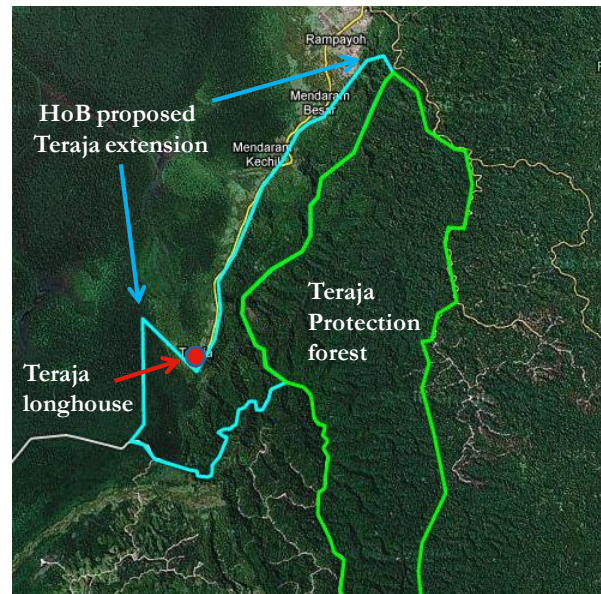 Rampayoh
HoB proposed
Teraja extension
Mendaram
Besar
Mendaram
Kechil
Teraja
Protection
forest
Teraja
longhouse